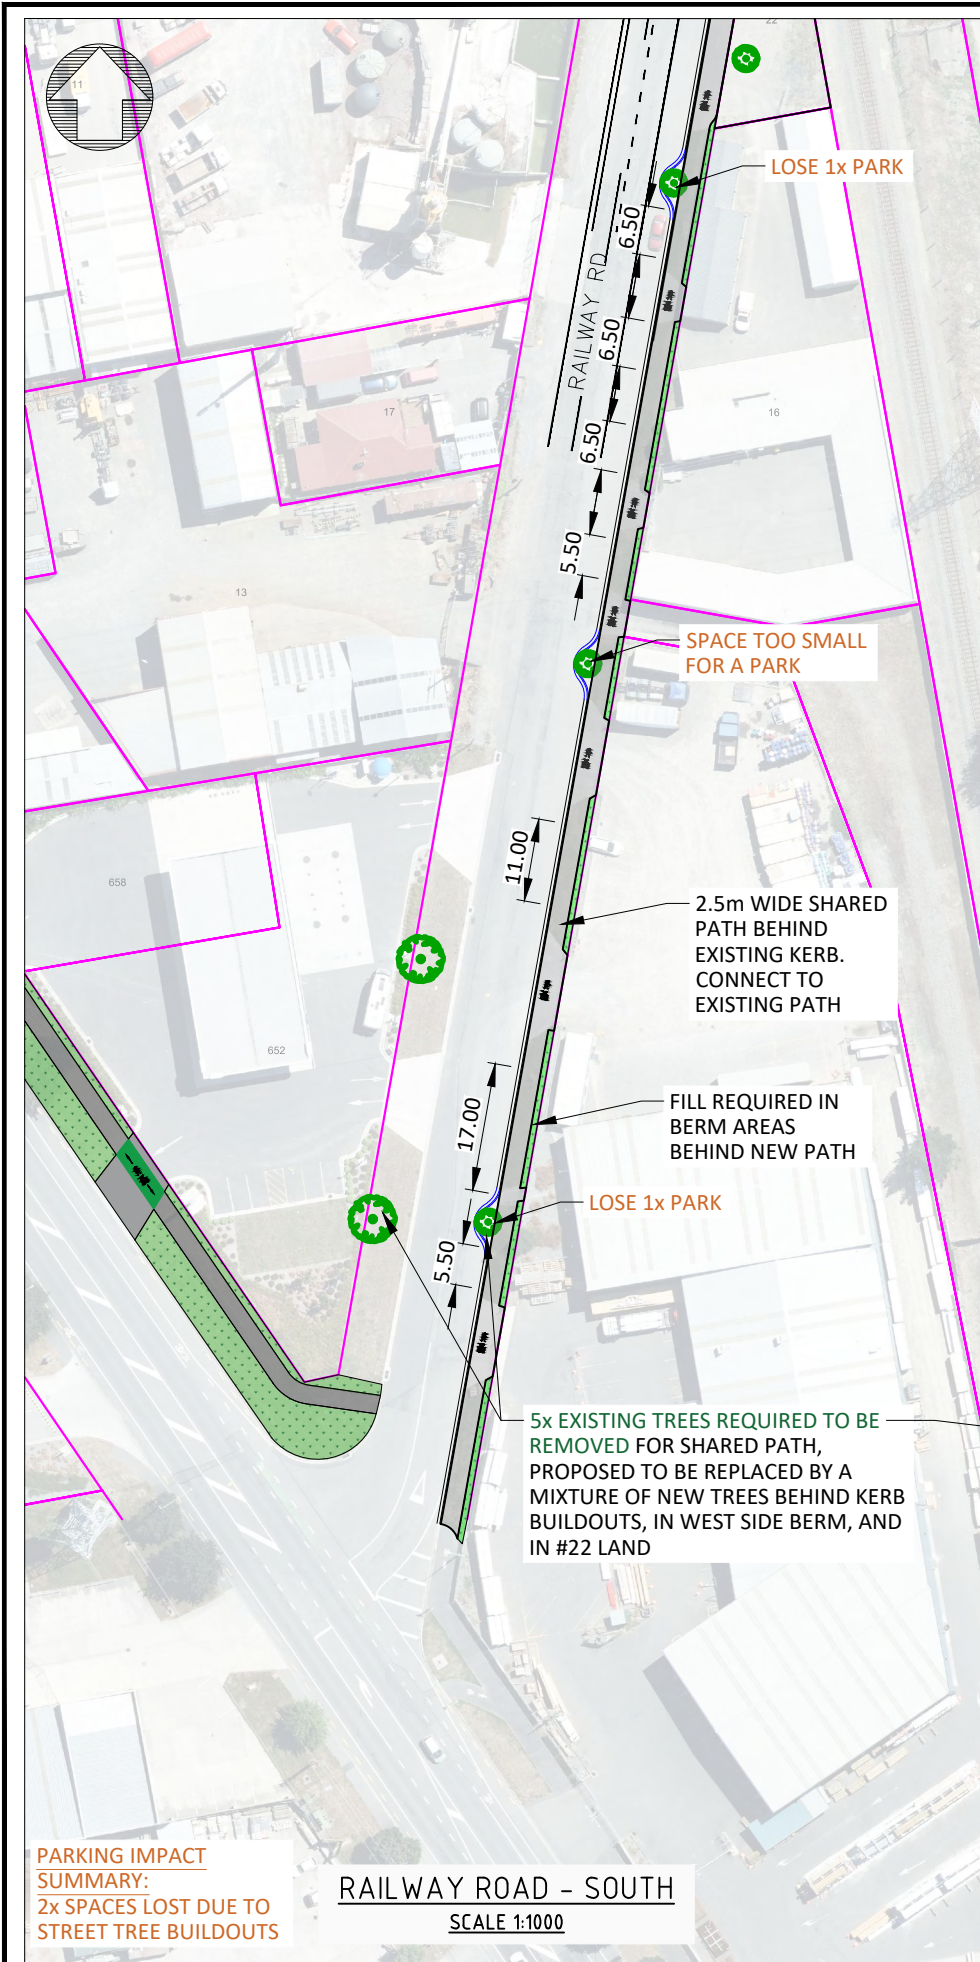 22
11
LOSE 1x PARK
6.50
RAILWAY RD
6.50
17
16
6.50
5.50
13
SPACE TOO SMALL
FOR A PARK
11.00
658
2.5m WIDE SHARED
PATH BEHIND
EXISTING KERB.
CONNECT TO
EXISTING PATH
652
17.00
FILL REQUIRED IN
BERM AREAS
BEHIND NEW PATH
LOSE 1x PARK
5.50
5x EXISTING TREES REQUIRED TO BE
REMOVED FOR SHARED PATH,
PROPOSED TO BE REPLACED BY A
MIXTURE OF NEW TREES BEHIND KERB
BUILDOUTS, IN WEST SIDE BERM, AND
IN #22 LAND
PARKING IMPACT
SUMMARY:
2x SPACES LOST DUE TO
STREET TREE BUILDOUTS
RAILWAY ROAD - SOUTH
SCALE 1:1000